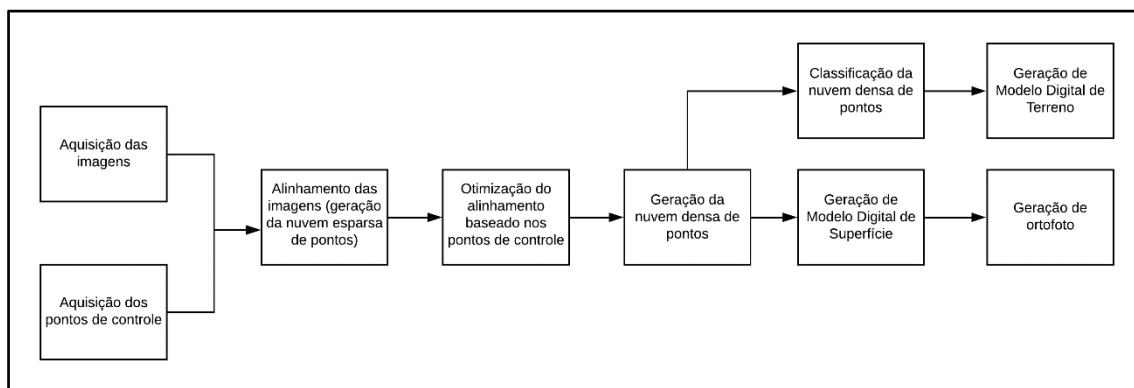 Aquisição das
imagens
Aquisição dos
pontos de controle
Alinhamento das
imagens (geração
da nuvem esparsa
de pontos)
Otimização do
alinhamento
baseado nos
pontos de controle
Geração da
nuvem densa de
pontos
Classificação da
nuvem densa de
pontos
Geração de
Modelo Digital de
Terreno
Geração de
Modelo Digital de
Superfície
Geração de
ortofoto